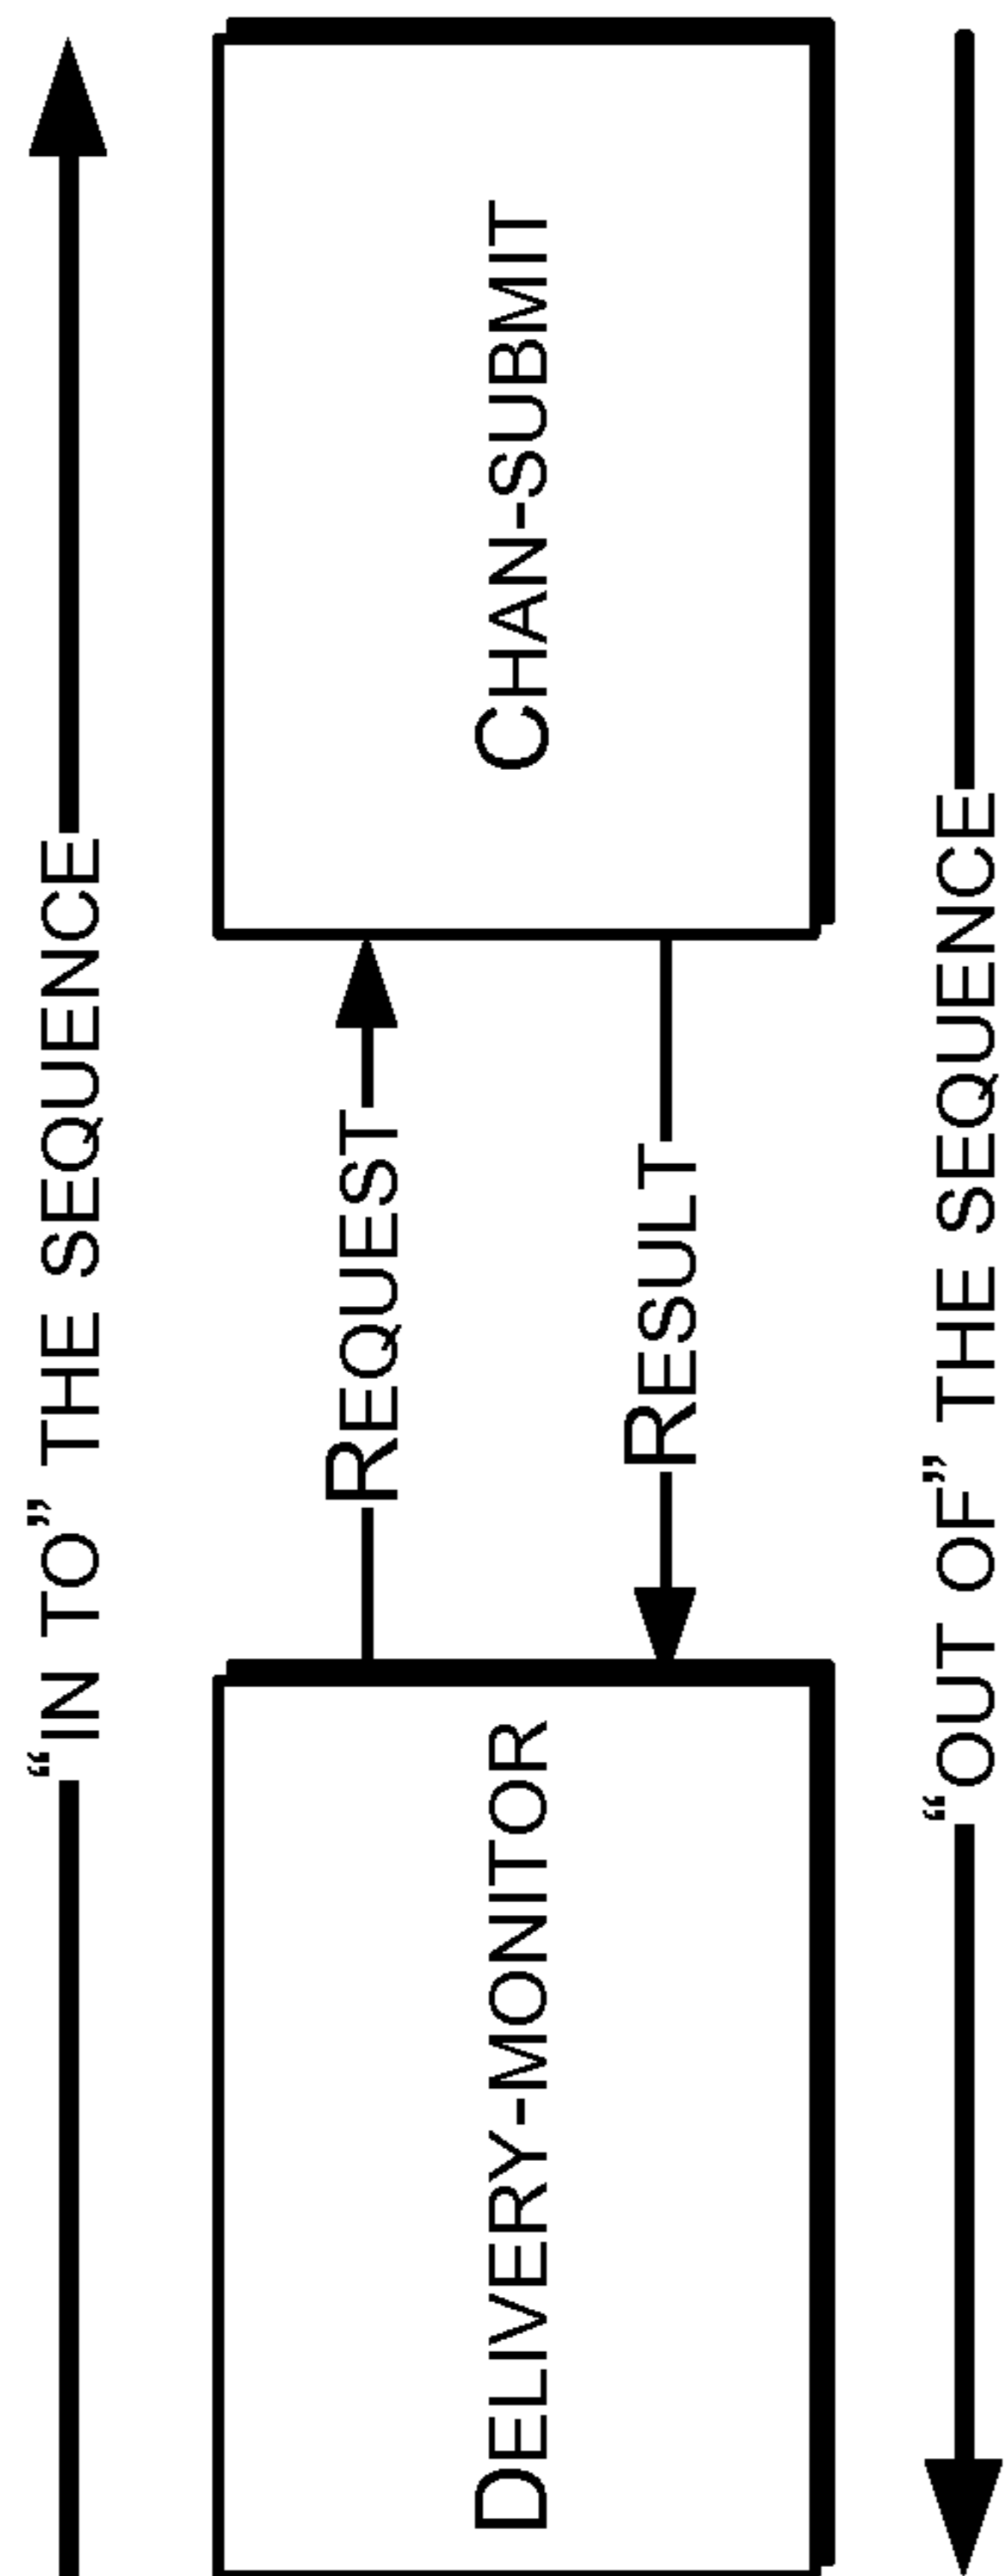 “IN TO” THE SEQUENCE
DELIVERY-MONITOR
REQUEST
RESULT
CHAN-SUBMIT
“OUT OF” THE SEQUENCE